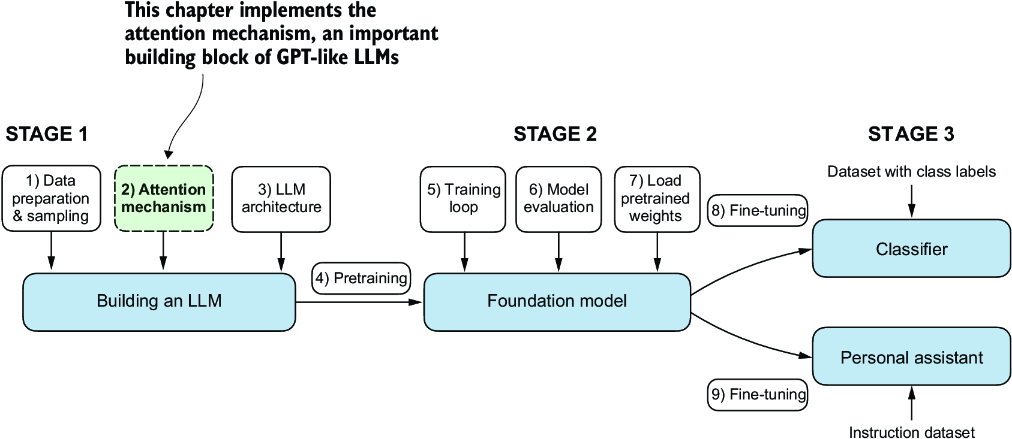 This chapter implements the
attention mechanism, an important
building block of GPT-like LLMs
STAGE 1
STAGE 2
STAGE 3
1) Data
preparation
& sampling
2) Attention
mechanism
3) LLM
architecture
5) Training
loop
6) Model
evaluation
7) Load
pretrained
weights
8) Fine-tuning
Dataset with class labels
Classifier
4) Pretraining
Building an LLM
Foundation model
Personal assistant
9) Fine-tuning
Instruction dataset